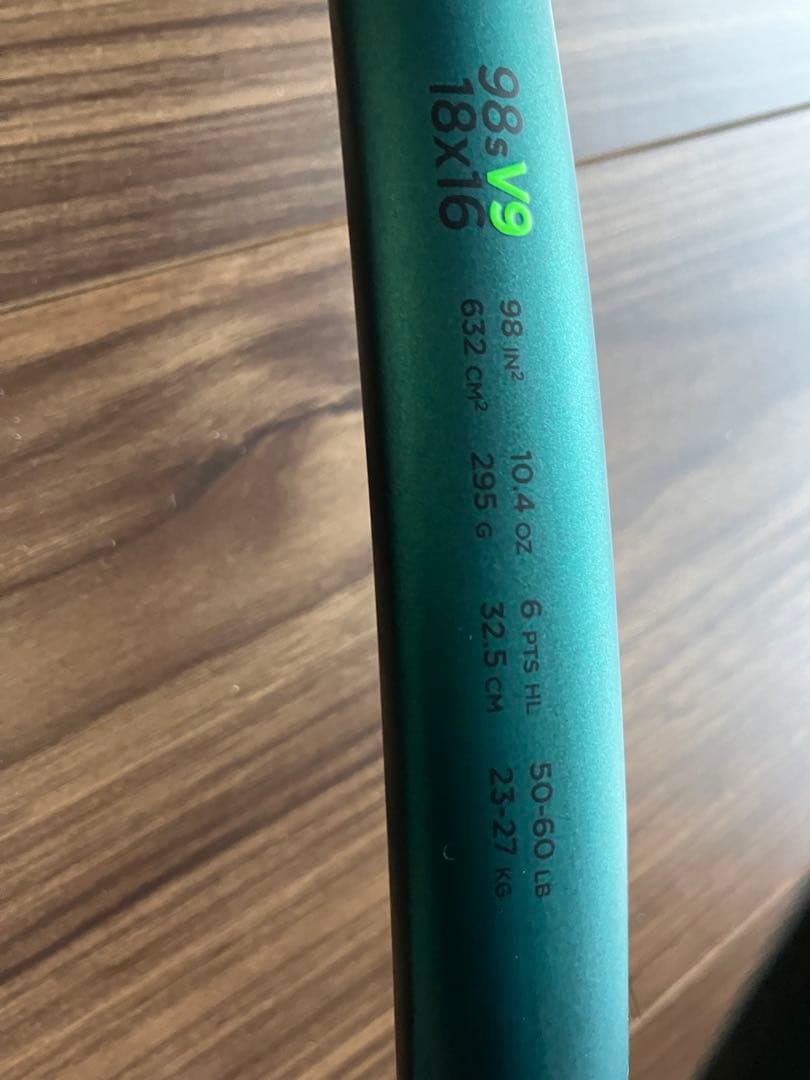 98s V9
18x16
98 IN² 10.4 OZ 6 PTS HL 50-60 LB
632 CM² 295 G 32.5 CM 23-27 KG